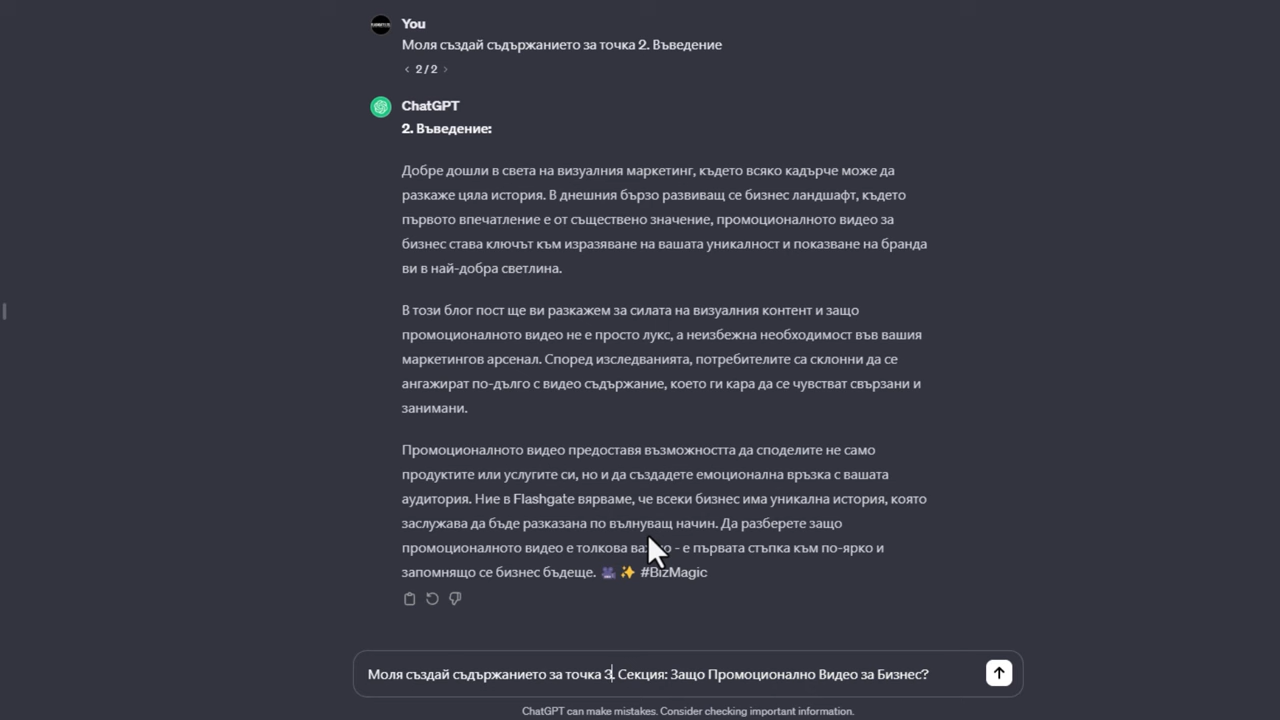 You
Моля създай съдържанието за точка 2. Въведение
2/2
ChatGPT
2. Въведение:
Добре дошли в света на визуалния маркетинг, където всяко кадърче може да
разкаже цяла история. В днешния бързо развиващ се бизнес ландшафт, където
първото впечатление е от съществено значение, промоционалното видео за
бизнес става ключът към изразяване на вашата уникалност и показване на бранда
ви в най-добра светлина.
В този блог пост ще ви разкажем за силата на визуалния контент и защо
промоционалното видео не е просто лукс, а неизбежна необходимост във вашия
маркетингов арсенал. Според изследванията, потребителите са склонни да се
ангажират по-дълго с видео съдържание, което ги кара да се чувстват свързани и
занимани.
Промоционалното видео предоставя възможността да споделите не само
продуктите или услугите си, но и да създадете емоционална връзка с вашата
аудитория. Ние в Flashgate вярваме, че всеки бизнес има уникална история, която
заслужава да бъде разказана по вълнуващ начин. Да разберете защо
промоционалното видео е толкова - е първата стъпка към по-ярко и
запомнящо се бизнес бъдеще. 🎥 ✨ #BizMagic
Моля създай съдържанието за точка 3. Секция: Защо Промоционално Видео за Бизнес?
ChatGPT can make mistakes. Consider checking important information.